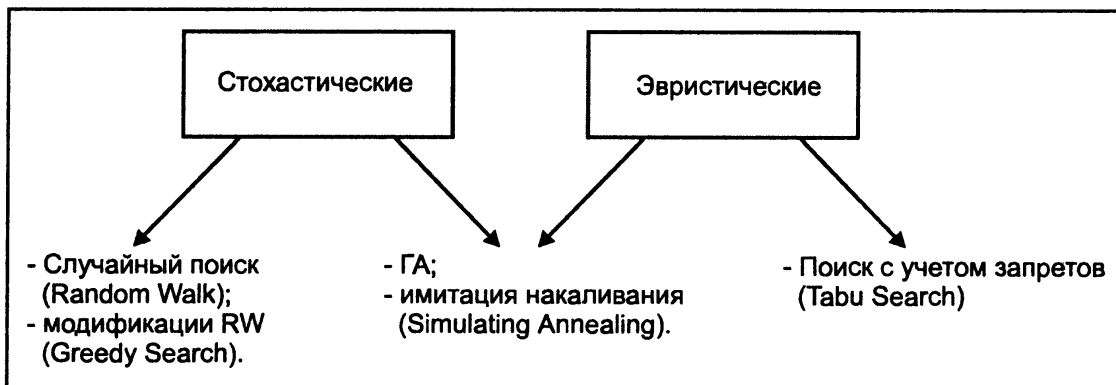 Стохастические
Эвристические
- Случайный поиск
(Random Walk);
- модификации RW
(Greedy Search).
- ГА;
- имитация накаливания
(Simulating Annealing).
- Поиск с учетом запретов
(Tabu Search)